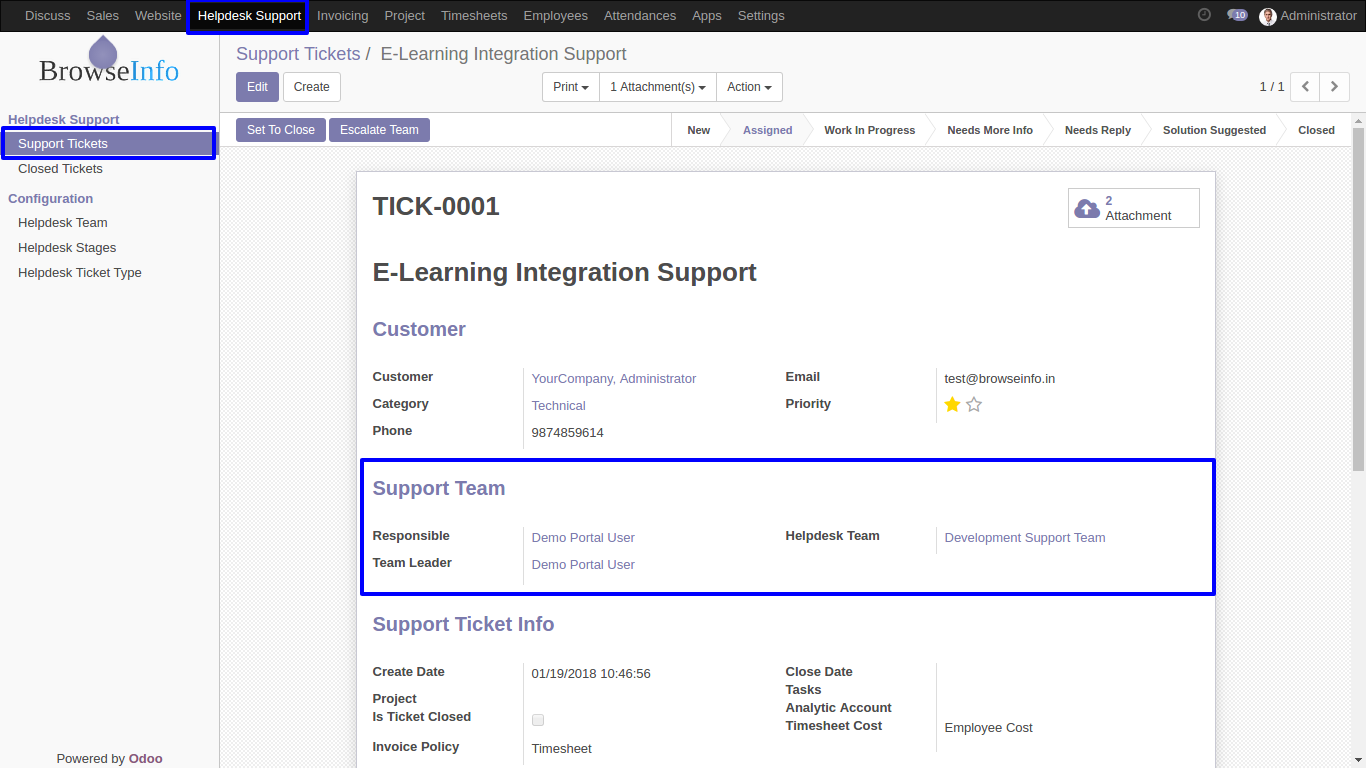 Discuss Sales Website Helpdesk Support Invoicing Project Timesheets Employees Attendances Apps Settings 10 Administrator
BrowseInfo
Helpdesk Support
Support Tickets
Closed Tickets
Configuration
Helpdesk Team
Helpdesk Stages
Helpdesk Ticket Type
Powered by Odoo
Support Tickets / E-Learning Integration Support
Edit Create Print 1 Attachment(s) Action 1 / 1
Set To Close Escalate Team New Assigned Work In Progress Needs More Info Needs Reply Solution Suggested Closed
TICK-0001
2
Attachment
E-Learning Integration Support
Customer
Customer YourCompany, Administrator Email test@browseinfo.in
Category Technical Priority
Phone 9874859614
Support Team
Responsible Demo Portal User Helpdesk Team Development Support Team
Team Leader Demo Portal User
Support Ticket Info
Create Date 01/19/2018 10:46:56 Close Date
Tasks
Project Analytic Account
Is Ticket Closed Timesheet Cost Employee Cost
Invoice Policy Timesheet